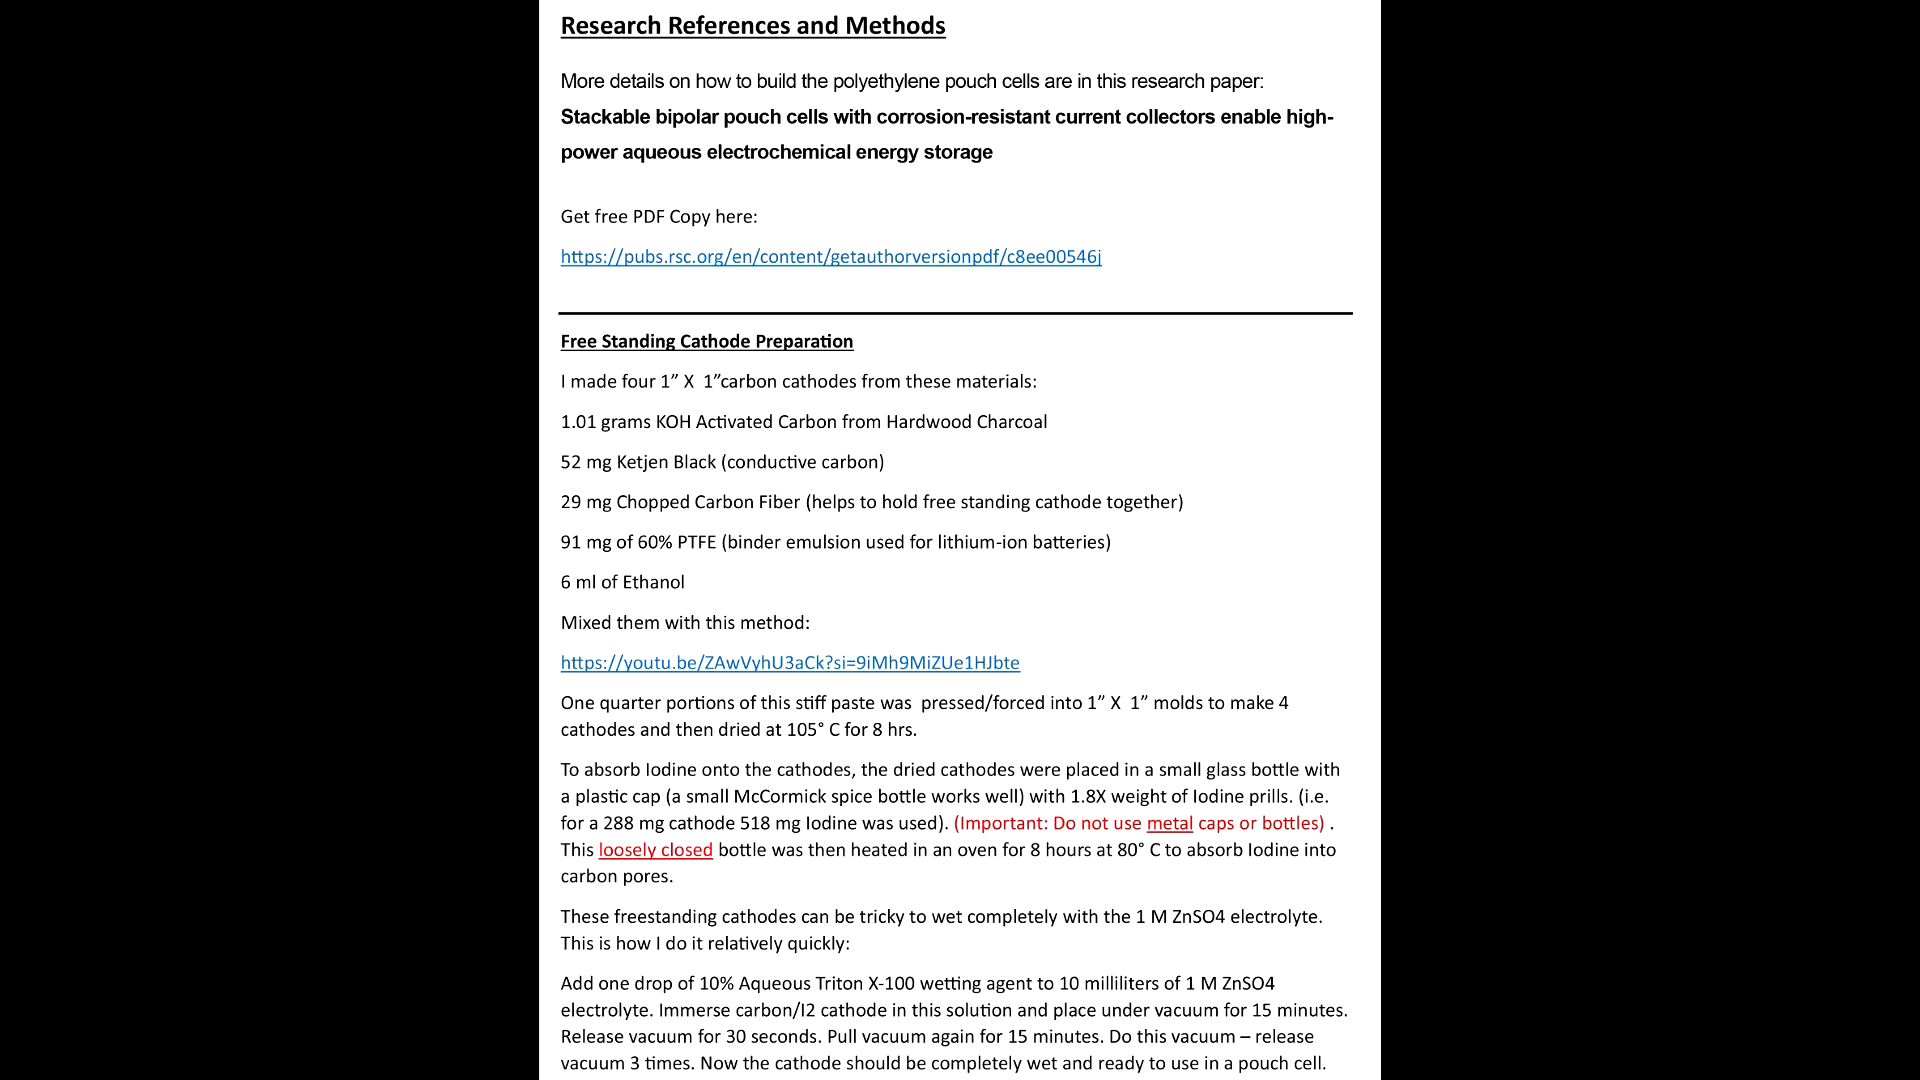 Research References and Methods
More details on how to build the polyethylene pouch cells are in this research paper:
Stackable bipolar pouch cells with corrosion-resistant current collectors enable high-
power aqueous electrochemical energy storage
Get free PDF Copy here:
https://pubs.rsc.org/en/content/getauthorversionpdf/c8ee00546j
Free Standing Cathode Preparation
I made four 1” X  1”carbon cathodes from these materials:
1.01 grams KOH Activated Carbon from Hardwood Charcoal
52 mg Ketjen Black (conductive carbon)
29 mg Chopped Carbon Fiber (helps to hold free standing cathode together)
91 mg of 60% PTFE (binder emulsion used for lithium-ion batteries)
6 ml of Ethanol
Mixed them with this method:
https://youtu.be/ZAwVyhU3aCk?si=9iMh9MiZUe1HJbte
One quarter portions of this stiff paste was  pressed/forced into 1” X  1” molds to make 4
cathodes and then dried at 105° C for 8 hrs.
To absorb Iodine onto the cathodes, the dried cathodes were placed in a small glass bottle with
a plastic cap (a small McCormick spice bottle works well) with 1.8X weight of Iodine prills. (i.e.
for a 288 mg cathode 518 mg Iodine was used). (Important: Do not use metal caps or bottles) .
This loosely closed bottle was then heated in an oven for 8 hours at 80° C to absorb Iodine into
carbon pores.
These freestanding cathodes can be tricky to wet completely with the 1 M ZnSO4 electrolyte.
This is how I do it relatively quickly:
Add one drop of 10% Aqueous Triton X-100 wetting agent to 10 milliliters of 1 M ZnSO4
electrolyte. Immerse carbon/I2 cathode in this solution and place under vacuum for 15 minutes.
Release vacuum for 30 seconds. Pull vacuum again for 15 minutes. Do this vacuum – release
vacuum 3 times. Now the cathode should be completely wet and ready to use in a pouch cell.